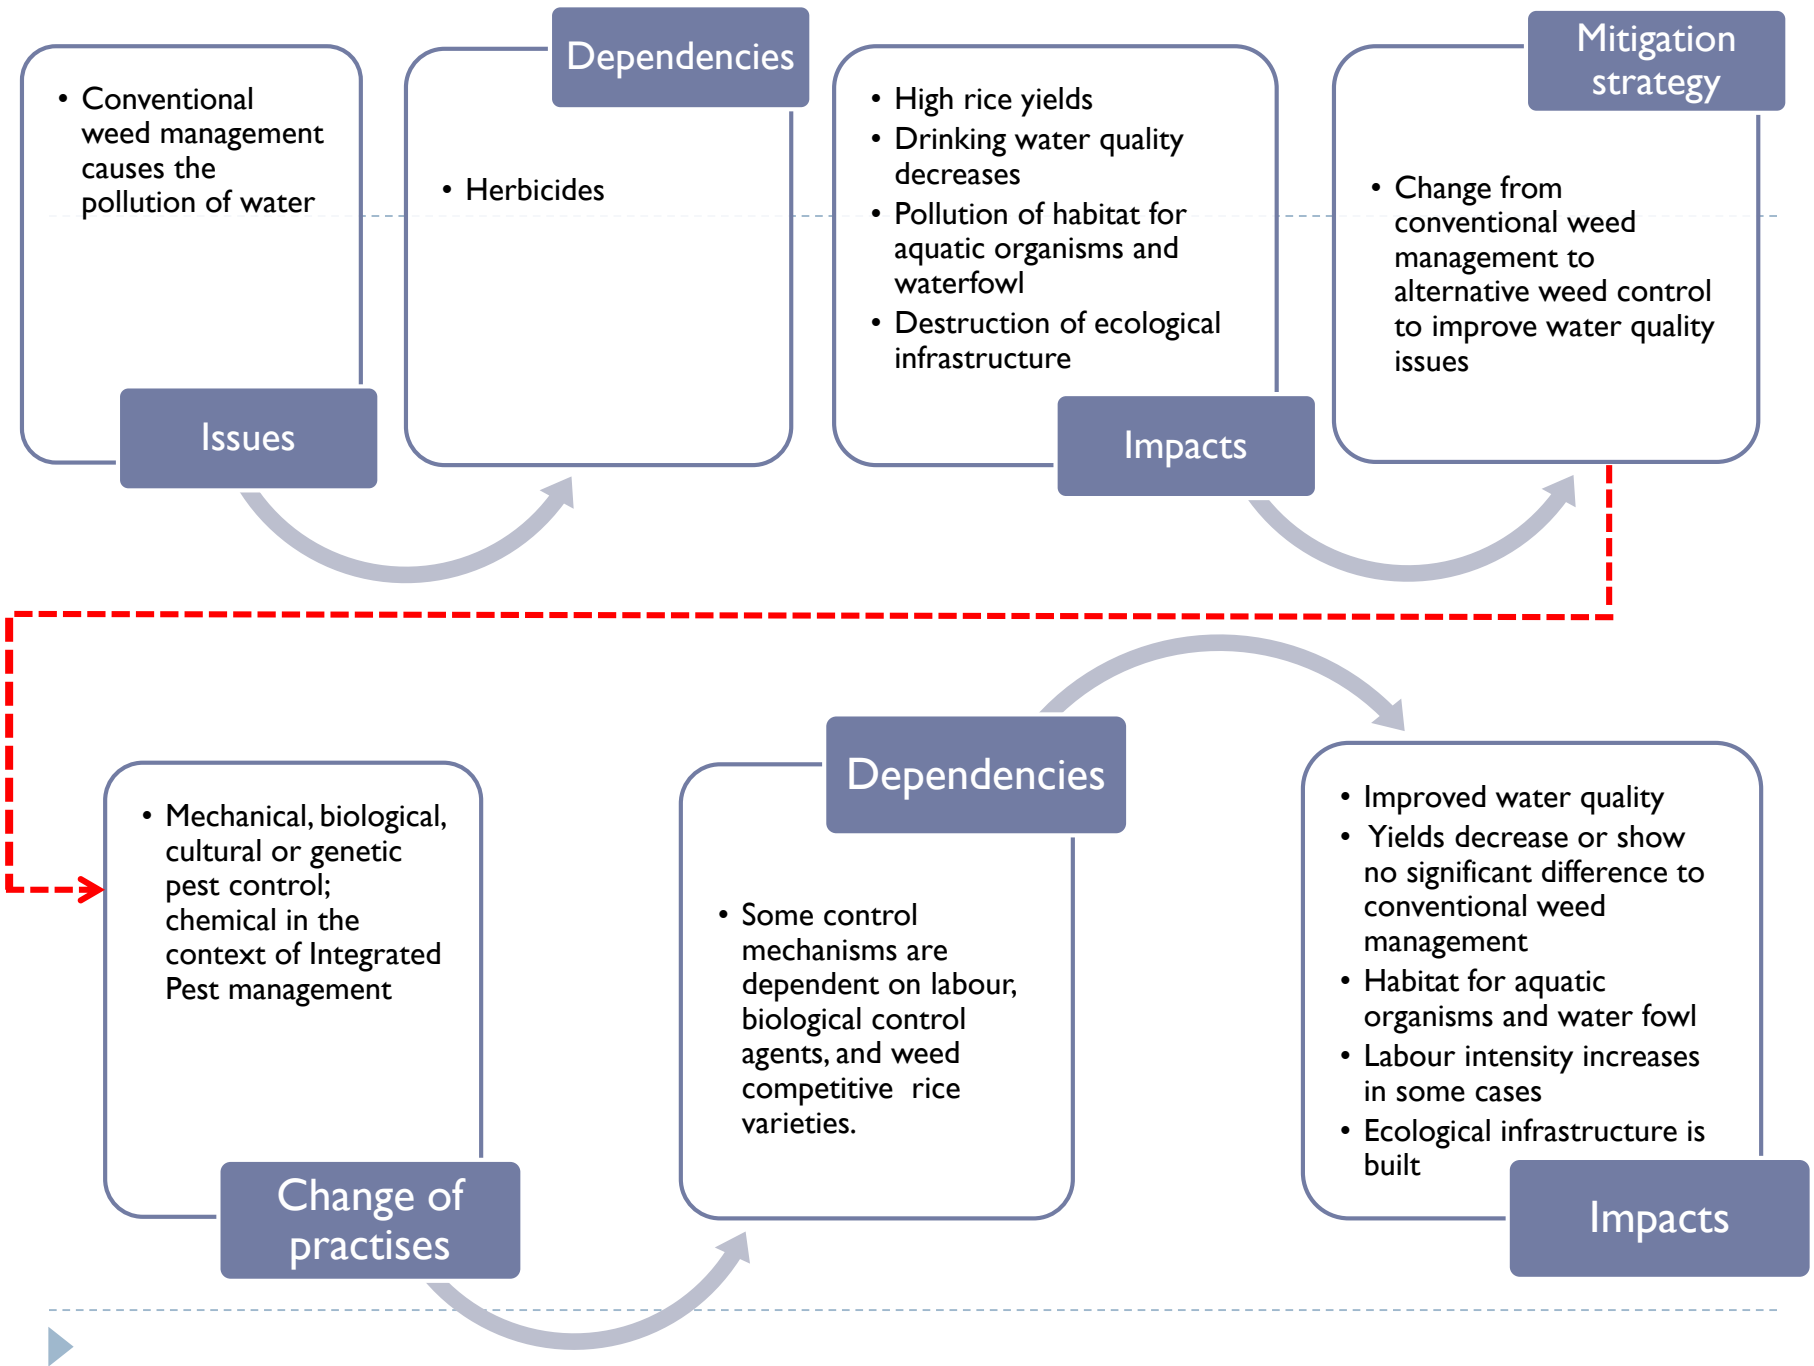 • Conventional
weed management
causes the
pollution of water
Issues
Dependencies
• Herbicides
• High rice yields
• Drinking water quality
decreases
• Pollution of habitat for
aquatic organisms and
waterfowl
• Destruction of ecological
infrastructure
Impacts
Mitigation
strategy
• Change from
conventional weed
management to
alternative weed control
to improve water quality
issues
• Mechanical, biological,
cultural or genetic
pest control;
chemical in the
context of Integrated
Pest management
Change of
practises
Dependencies
• Some control
mechanisms are
dependent on labour,
biological control
agents, and weed
competitive rice
varieties.
• Improved water quality
• Yields decrease or show
no significant difference to
conventional weed
management
• Habitat for aquatic
organisms and water fowl
• Labour intensity increases
in some cases
• Ecological infrastructure is
built
Impacts